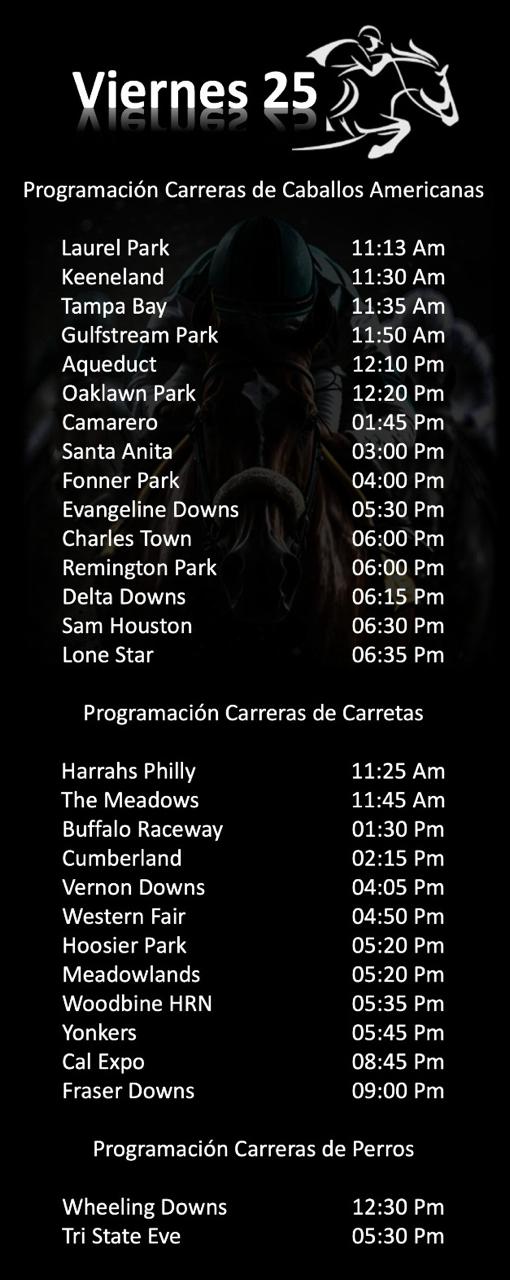 Viernes 25
Programación Carreras de Caballos Americanas
Laurel Park 11:13 Am
Keeneland 11:30 Am
Tampa Bay 11:35 Am
Gulfstream Park 11:50 Am
Aqueduct 12:10 Pm
Oaklawn Park 12:20 Pm
Camarero 01:45 Pm
Santa Anita 03:00 Pm
Fonner Park 04:00 Pm
Evangeline Downs 05:30 Pm
Charles Town 06:00 Pm
Remington Park 06:00 Pm
Delta Downs 06:15 Pm
Sam Houston 06:30 Pm
Lone Star 06:35 Pm
Programación Carreras de Carretas
Harrahs Philly 11:25 Am
The Meadows 11:45 Am
Buffalo Raceway 01:30 Pm
Cumberland 02:15 Pm
Vernon Downs 04:05 Pm
Western Fair 04:50 Pm
Hoosier Park 05:20 Pm
Meadowlands 05:20 Pm
Woodbine HRN 05:35 Pm
Yonkers 05:45 Pm
Cal Expo 08:45 Pm
Fraser Downs 09:00 Pm
Programación Carreras de Perros
Wheeling Downs 12:30 Pm
Tri State Eve 05:30 Pm